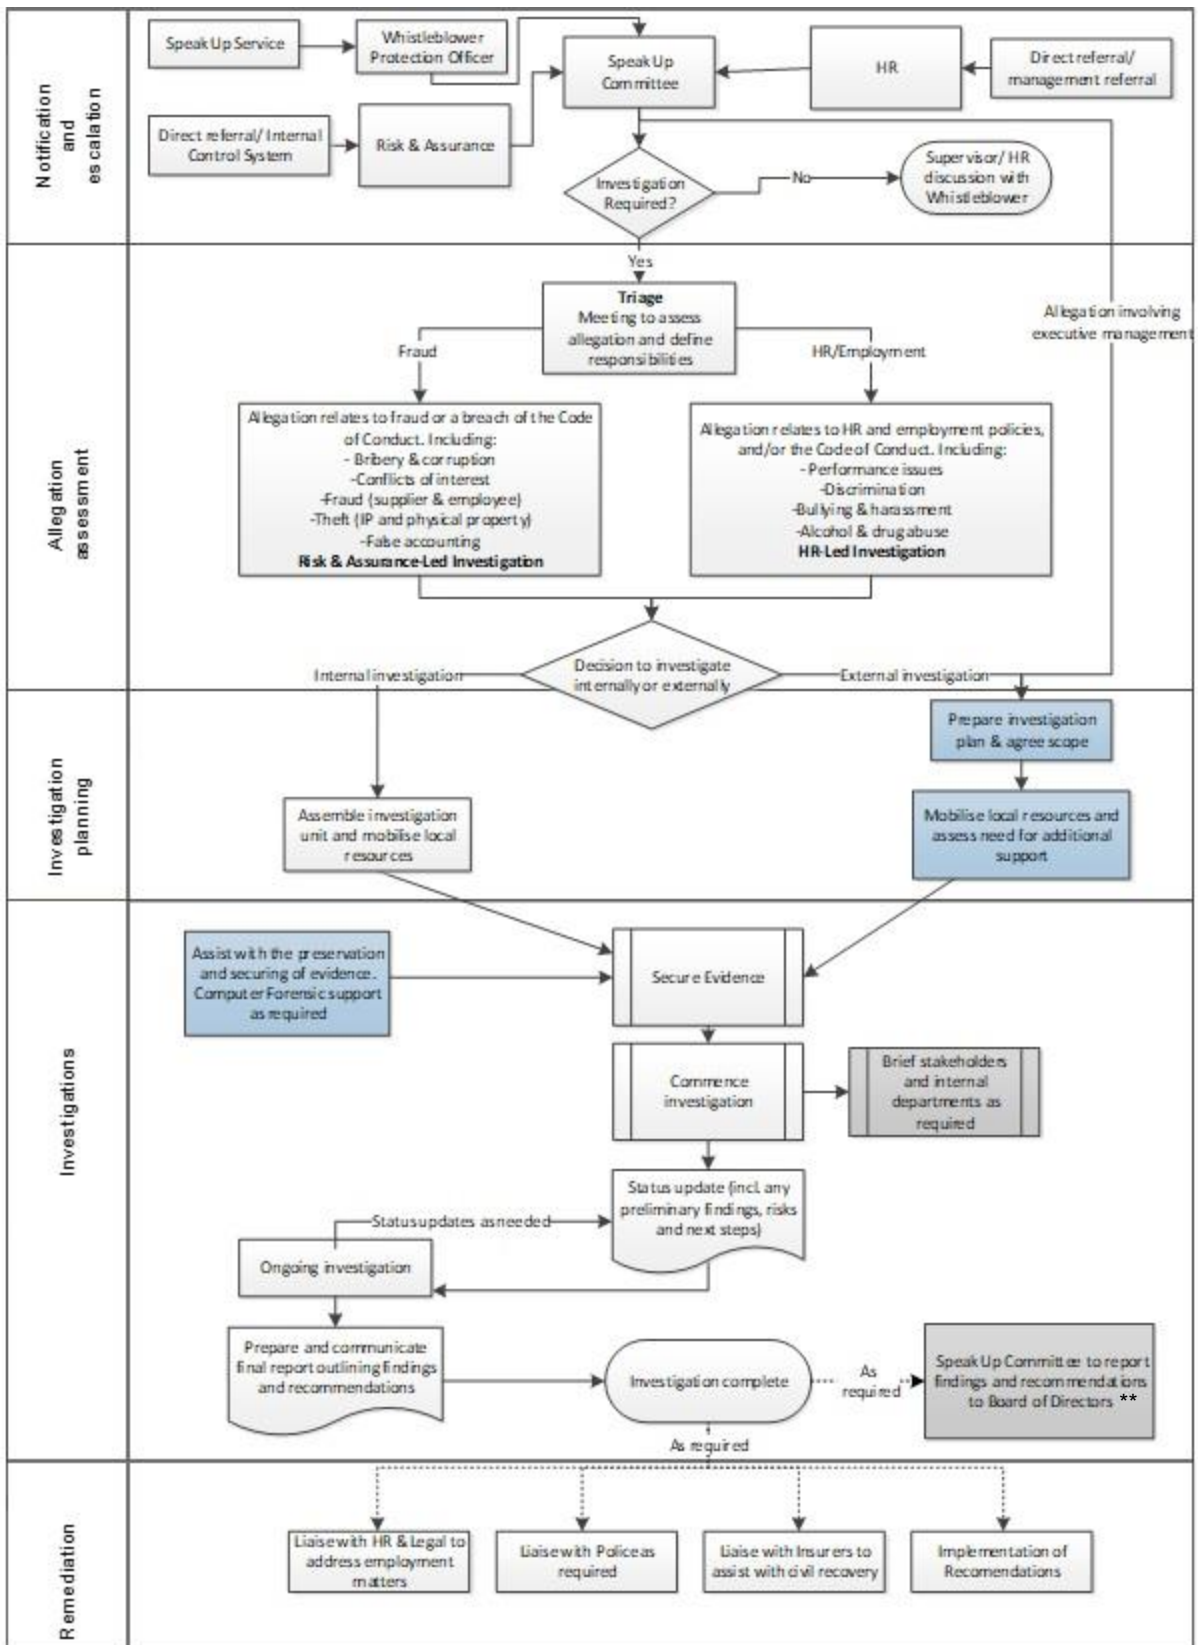 Notification
and
escalation
Speak Up Service
Whistleblower
Protection Officer
Speak Up
Committee
HR
Direct referral/
management referral
Direct referral/ Internal
Control System
Risk & Assurance
Investigation
Required?
No
Supervisor/ HR
discussion with
Whistleblower
Yes
Allegation
assessment
Triage
Meeting to assess
allegation and define
responsibilities
Allegation involving
executive management
Fraud
HR/Employment
Allegation relates to fraud or a breach of the Code
of Conduct. Including:
- Bribery & corruption
-Conflicts of interest
-Fraud (supplier & employee)
-Theft (IP and physical property)
-False accounting
Risk & Assurance-Led Investigation
Allegation relates to HR and employment policies,
and/or the Code of Conduct. Including:
- Performance issues
-Discrimination
-Bullying & harassment
-Alcohol & drug abuse
HR-Led Investigation
Internal investigation
Decision to investigate
internally or externally
External investigation
Investigation
planning
Prepare investigation
plan & agree scope
Assemble investigation
unit and mobilise local
resources
Mobilise local resources and
assess need for additional
support
Investigations
Assist with the preservation
and securing of evidence.
Computer Forensic support
as required
Secure Evidence
Commence
investigation
Brief stakeholders
and internal
departments as
required
Status update (incl. any
preliminary findings, risks
and next steps)
Status updates as needed
Ongoing investigation
Prepare and communicate
final report outlining findings
and recommendations
Investigation complete
As
required
Speak Up Committee to report
findings and recommendations
to Board of Directors **
As required
Remediation
Liaise with HR & Legal to
address employment
matters
Liaise with Police as
required
Liaise with Insurers to
assist with civil recovery
Implementation of
Recomendations